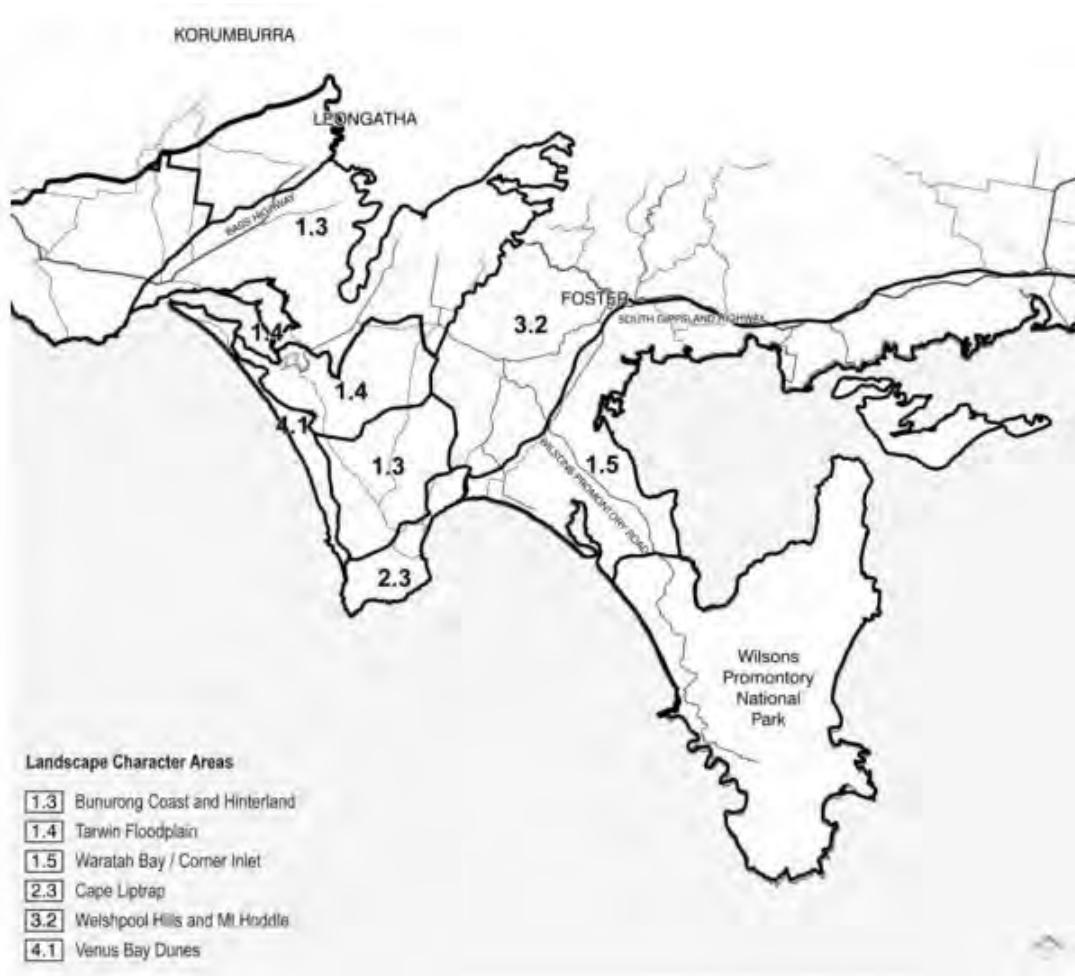 KORUMBURRA
LEONGATHA
BASS HIGHWAY
1.3
FOSTER
3.2
SOUTH GIPPSLAND HIGHWAY
1.4
1.4
4.1
1.3
1.5
WILSONS PROMONTORY ROAD
2.3
Wilsons
Promontory
National
Park
Landscape Character Areas
1.3 Bunurong Coast and Hinterland
1.4 Tarwin Floodplain
1.5 Waratah Bay / Corner Inlet
2.3 Cape Liptrap
3.2 Welshpool Hills and Mt Hoddle
4.1 Venus Bay Dunes